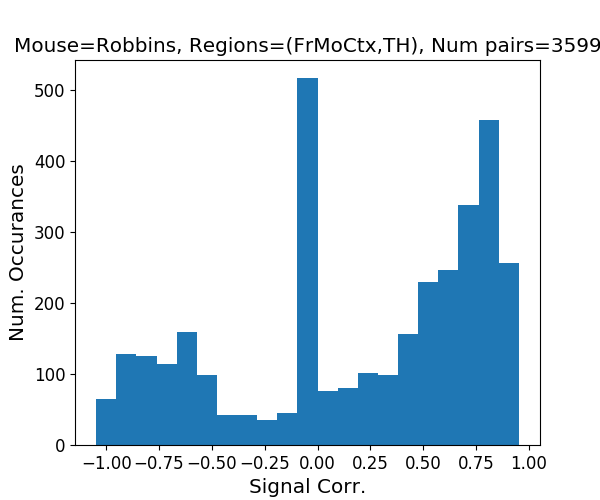 Mouse=Robbins, Regions=(FrMoCtx,TH), Num pairs=3599
500
400
300
200
100
0
Num. Occurances
−1.00 −0.75 −0.50 −0.25 0.00 0.25 0.50 0.75 1.00
Signal Corr.